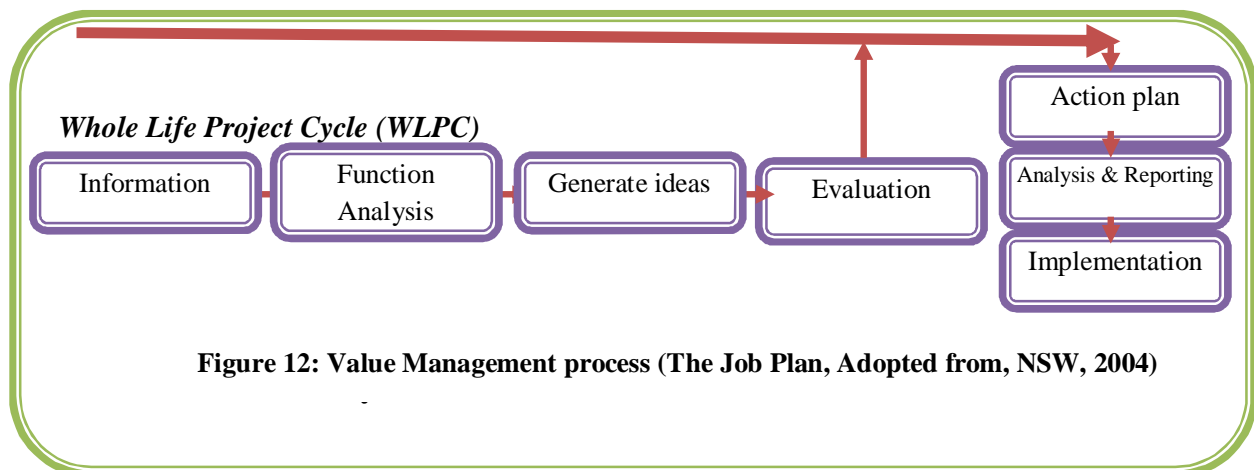 Whole Life Project Cycle (WLPC)
Information
Function
Analysis
Generate ideas
Evaluation
Action plan
Analysis & Reporting
Implementation
Figure 12: Value Management process (The Job Plan, Adopted from, NSW, 2004)